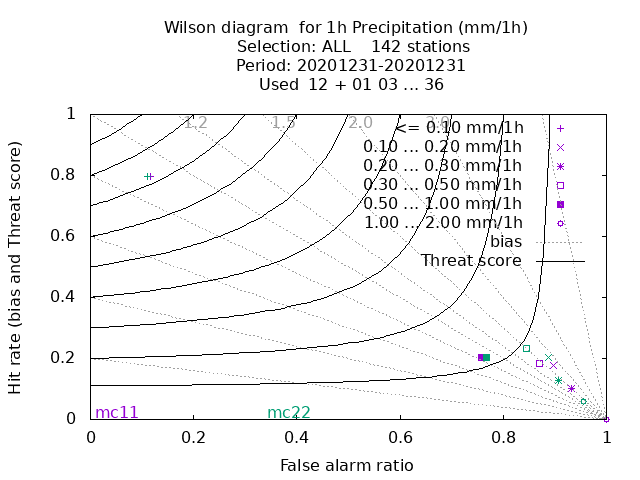 Wilson diagram  for 1h Precipitation (mm/1h)
Selection: ALL    142 stations
Period: 20201231-20201231
Used  12 + 01 03 ... 36
1.2 1.5 2.0 3.0
<= 0.10 mm/1h
0.10 ... 0.20 mm/1h
0.20 ... 0.30 mm/1h
0.30 ... 0.50 mm/1h
0.50 ... 1.00 mm/1h
1.00 ... 2.00 mm/1h
bias
Threat score
Hit rate (bias and Threat score)
1
0.8
0.6
0.4
0.2
0
mc11 mc22
0 0.2 0.4 0.6 0.8 1
False alarm ratio